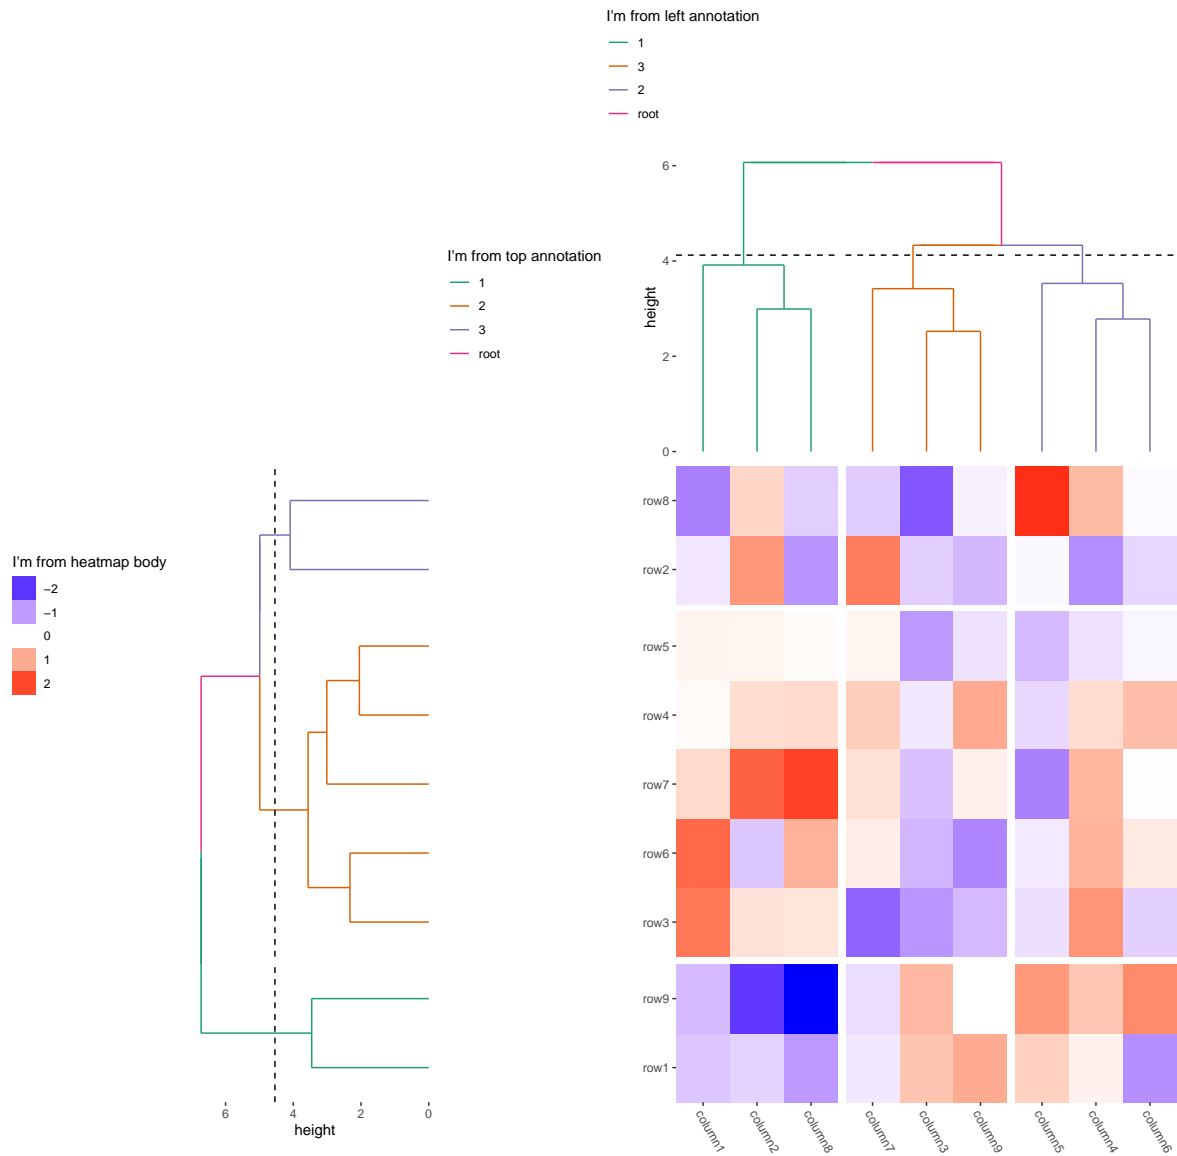 I'm from left annotation
1
3
2
root
6
4
2
0
height
I'm from top annotation
1
2
3
root
I'm from heatmap body
−2
−1
0
1
2
row8
row2
row5
row4
row7
row6
row3
row9
row1
6 4 2 0
height
column1 column2 column8 column7 column3 column9 column5 column4 column6